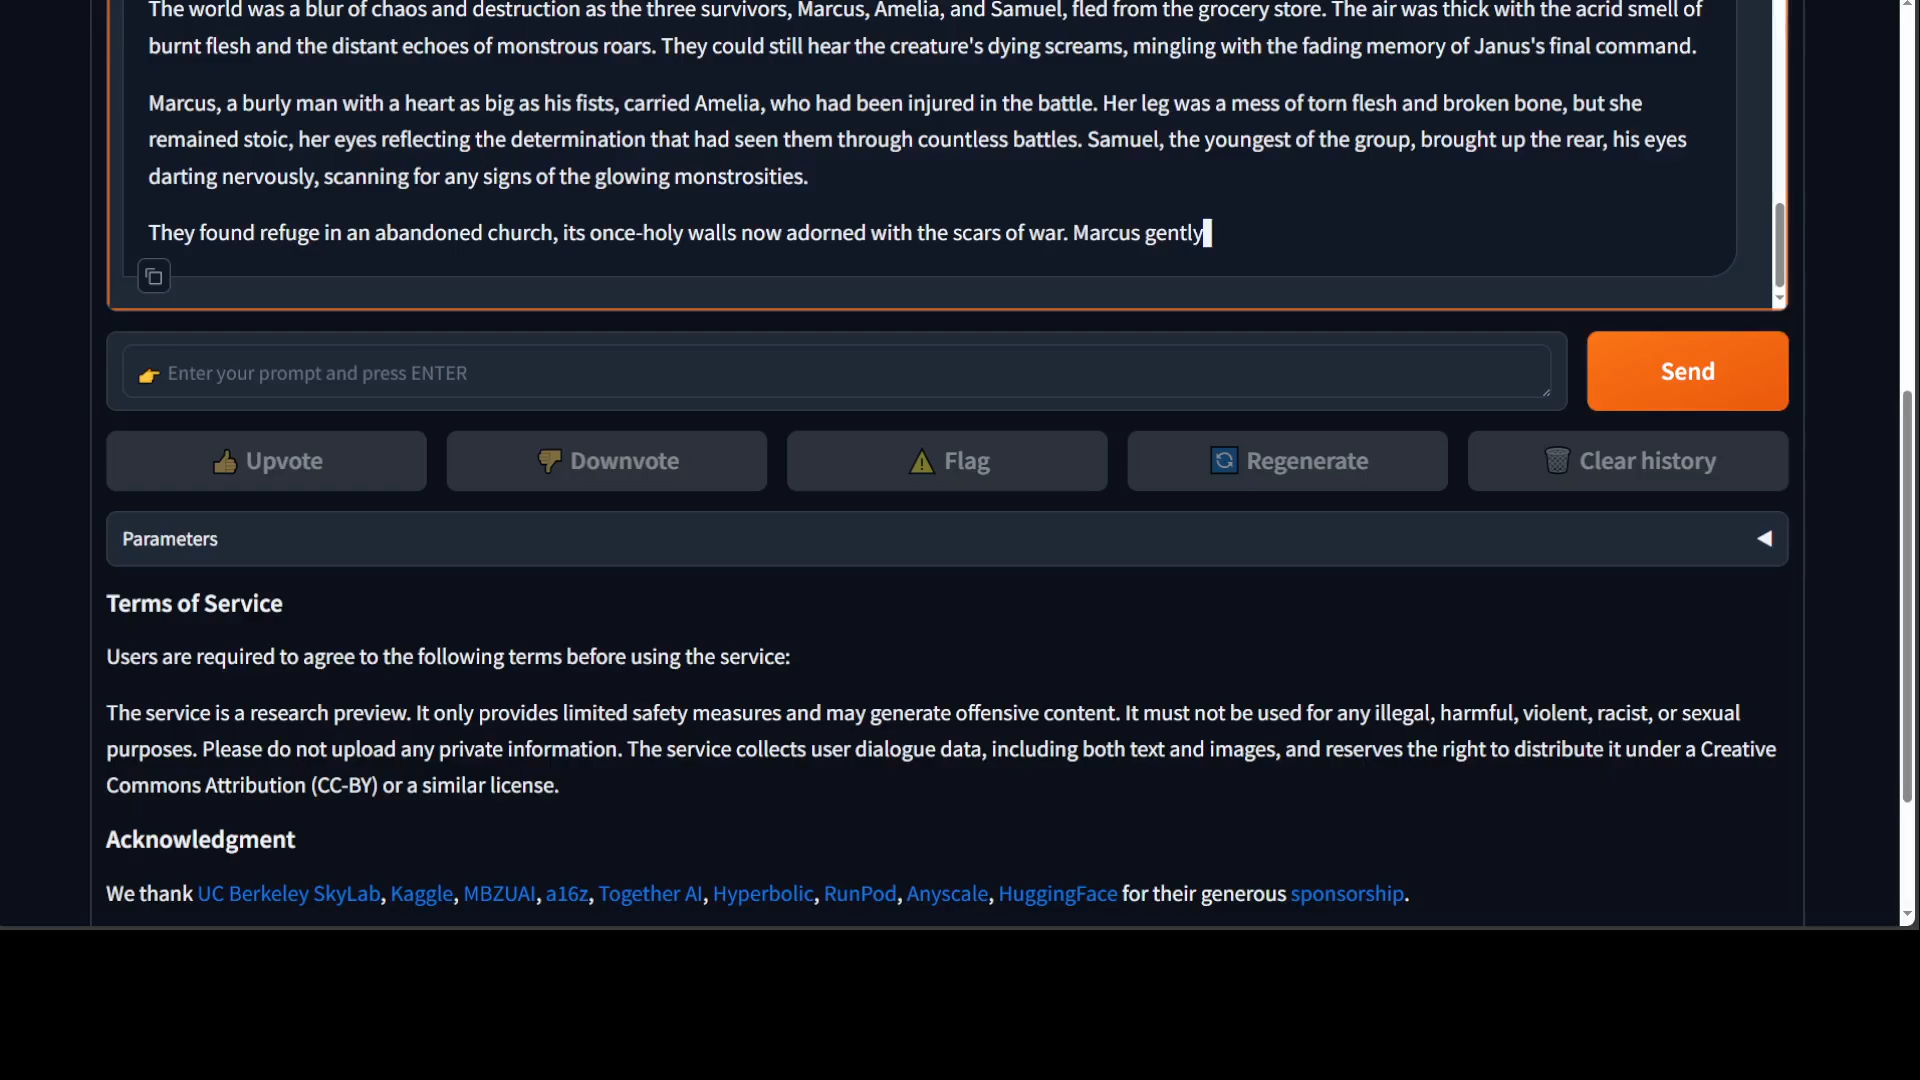 The world was a blur of chaos and destruction as the three survivors, Marcus, Amelia, and Samuel, fled from the grocery store. The air was thick with the acrid smell of
burnt flesh and the distant echoes of monstrous roars. They could still hear the creature's dying screams, mingling with the fading memory of Janus's final command.
Marcus, a burly man with a heart as big as his fists, carried Amelia, who had been injured in the battle. Her leg was a mess of torn flesh and broken bone, but she
remained stoic, her eyes reflecting the determination that had seen them through countless battles. Samuel, the youngest of the group, brought up the rear, his eyes
darting nervously, scanning for any signs of the glowing monstrosities.
They found refuge in an abandoned church, its once-holy walls now adorned with the scars of war. Marcus gently
👉 Enter your prompt and press ENTER
Send
👍 Upvote
👎 Downvote
⚠️ Flag
🔄 Regenerate
🗑️ Clear history
Parameters
Terms of Service
Users are required to agree to the following terms before using the service:
The service is a research preview. It only provides limited safety measures and may generate offensive content. It must not be used for any illegal, harmful, violent, racist, or sexual
purposes. Please do not upload any private information. The service collects user dialogue data, including both text and images, and reserves the right to distribute it under a Creative
Commons Attribution (CC-BY) or a similar license.
Acknowledgment
We thank UC Berkeley SkyLab, Kaggle, MBZUAI, a16z, Together AI, Hyperbolic, RunPod, Anyscale, HuggingFace for their generous sponsorship.